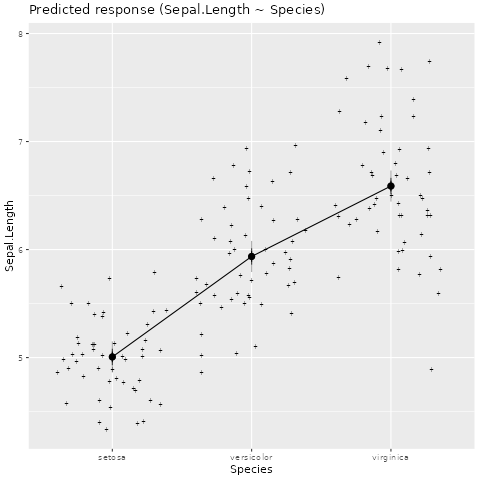 Predicted response (Sepal.Length ~ Species)
8
7
6
5
Sepal.Length
setosa versicolor virginica
Species